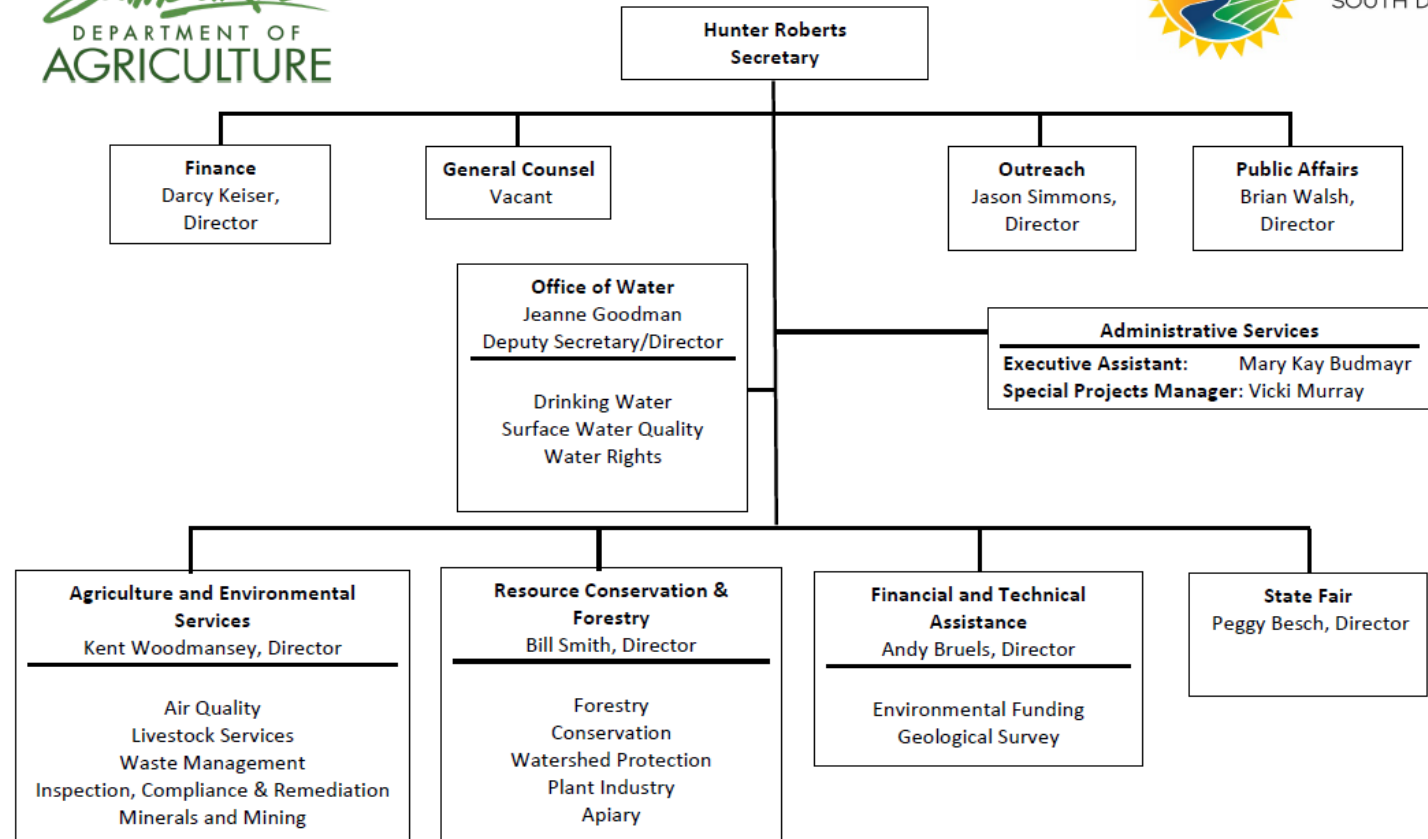 DEPARTMENT OF
AGRICULTURE
SOUTH D
Hunter Roberts
Secretary
Finance
Darcy Keiser,
Director
General Counsel
Vacant
Outreach
Jason Simmons,
Director
Public Affairs
Brian Walsh,
Director
Office of Water
Jeanne Goodman
Deputy Secretary/Director
Drinking Water
Surface Water Quality
Water Rights
Administrative Services
Executive Assistant: Mary Kay Budmayr
Special Projects Manager: Vicki Murray
Agriculture and Environmental
Services
Kent Woodmansey, Director
Air Quality
Livestock Services
Waste Management
Inspection, Compliance & Remediation
Minerals and Mining
Resource Conservation &
Forestry
Bill Smith, Director
Forestry
Conservation
Watershed Protection
Plant Industry
Apiary
Financial and Technical
Assistance
Andy Bruels, Director
Environmental Funding
Geological Survey
State Fair
Peggy Besch, Director